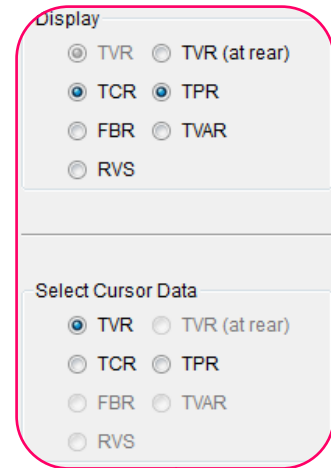 Display
TVR TVR (at rear)
TCR TPR
FBR TVAR
RVS
Select Cursor Data
TVR TVR (at rear)
TCR TPR
FBR TVAR
RVS